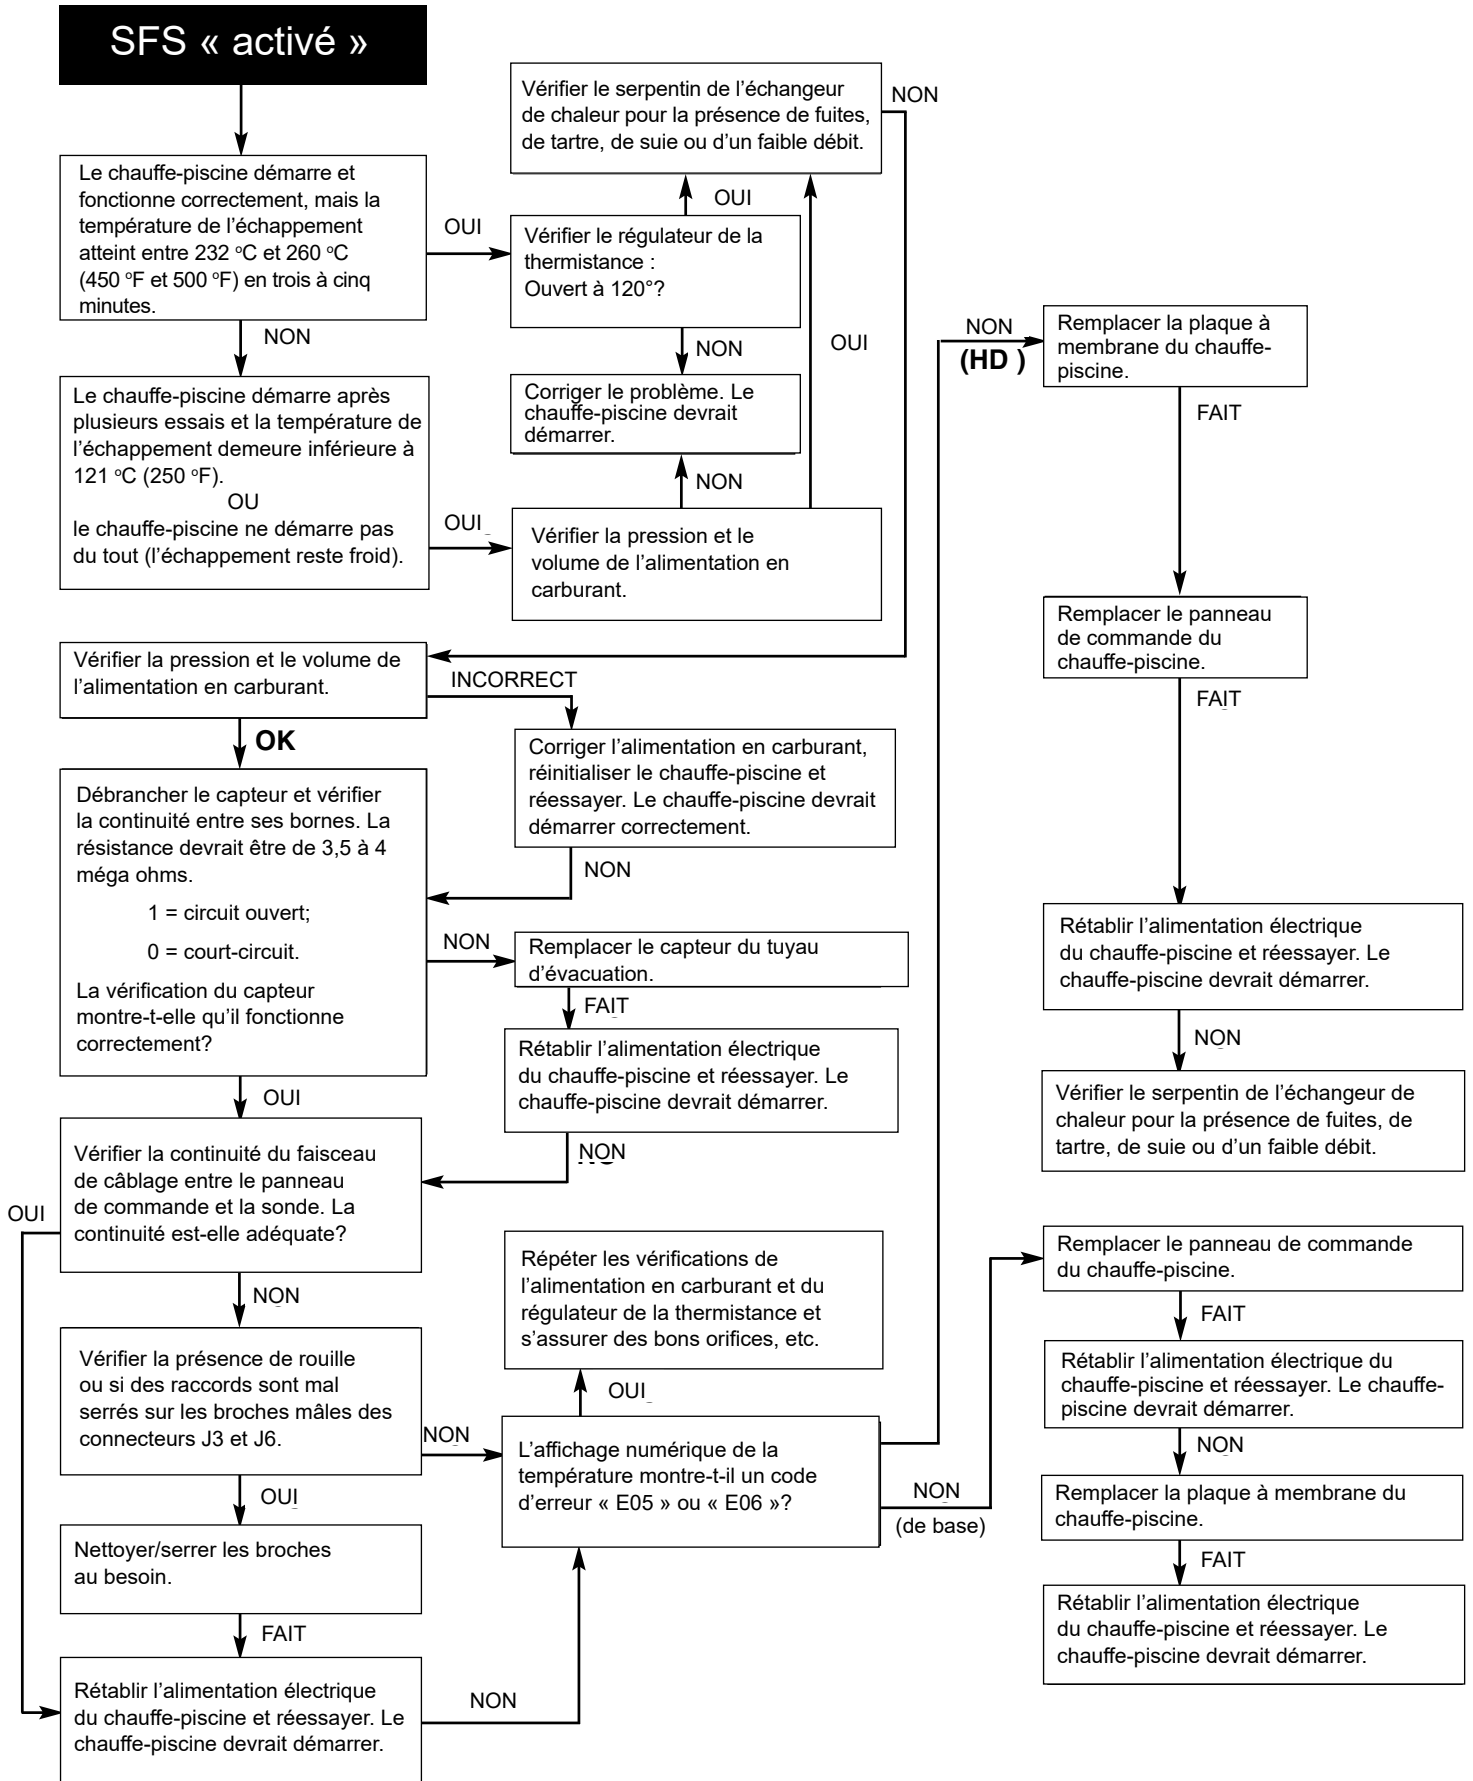 SFS « activé »
Le chauffe-piscine démarre et
fonctionne correctement, mais la
température de l’échappement
atteint entre 232 °C et 260 °C
(450 °F et 500 °F) en trois à cinq
minutes.
OUI
NON
Vérifier le serpentin de l’échangeur
de chaleur pour la présence de fuites,
de tartre, de suie ou d’un faible débit.
NON
OUI
Vérifier le régulateur de la
thermistance :
Ouvert à 120°?
NON
OUI
Corriger le problème. Le
chauffe-piscine devrait
démarrer.
NON
Le chauffe-piscine démarre après
plusieurs essais et la température de
l’échappement demeure inférieure à
121 °C (250 °F).
OU
le chauffe-piscine ne démarre pas
du tout (l’échappement reste froid).
OUI
Vérifier la pression et le
volume de l’alimentation en
carburant.
Vérifier la pression et le volume de
l’alimentation en carburant.
INCORRECT
OK
Corriger l’alimentation en carburant,
réinitialiser le chauffe-piscine et
réessayer. Le chauffe-piscine devrait
démarrer correctement.
NON
Débrancher le capteur et vérifier
la continuité entre ses bornes. La
résistance devrait être de 3,5 à 4
méga ohms.
1 = circuit ouvert;
0 = court-circuit.
La vérification du capteur
montre-t-elle qu’il fonctionne
correctement?
NON
Remplacer le capteur du tuyau
d’évacuation.
FAIT
Rétablir l’alimentation électrique
du chauffe-piscine et réessayer. Le
chauffe-piscine devrait démarrer.
NON
OUI
Vérifier la continuité du faisceau
de câblage entre le panneau
de commande et la sonde. La
continuité est-elle adéquate?
OUI
NON
Vérifier la présence de rouille
ou si des raccords sont mal
serrés sur les broches mâles des
connecteurs J3 et J6.
NON
OUI
Nettoyer/serrer les broches
au besoin.
FAIT
Rétablir l’alimentation électrique
du chauffe-piscine et réessayer. Le
chauffe-piscine devrait démarrer.
NON
Répéter les vérifications de
l’alimentation en carburant et du
régulateur de la thermistance et
s’assurer des bons orifices, etc.
OUI
L’affichage numérique de la
température montre-t-il un code
d’erreur « E05 » ou « E06 »?
NON
(de base)
NON
(HD )
Remplacer la plaque à
membrane du chauffe-
piscine.
FAIT
Remplacer le panneau
de commande du
chauffe-piscine.
FAIT
Rétablir l’alimentation électrique
du chauffe-piscine et réessayer. Le
chauffe-piscine devrait démarrer.
NON
Vérifier le serpentin de l’échangeur de
chaleur pour la présence de fuites, de
tartre, de suie ou d’un faible débit.
Remplacer le panneau de commande
du chauffe-piscine.
FAIT
Rétablir l’alimentation électrique du
chauffe-piscine et réessayer. Le chauffe-
piscine devrait démarrer.
NON
Remplacer la plaque à membrane du
chauffe-piscine.
FAIT
Rétablir l’alimentation électrique
du chauffe-piscine et réessayer. Le
chauffe-piscine devrait démarrer.